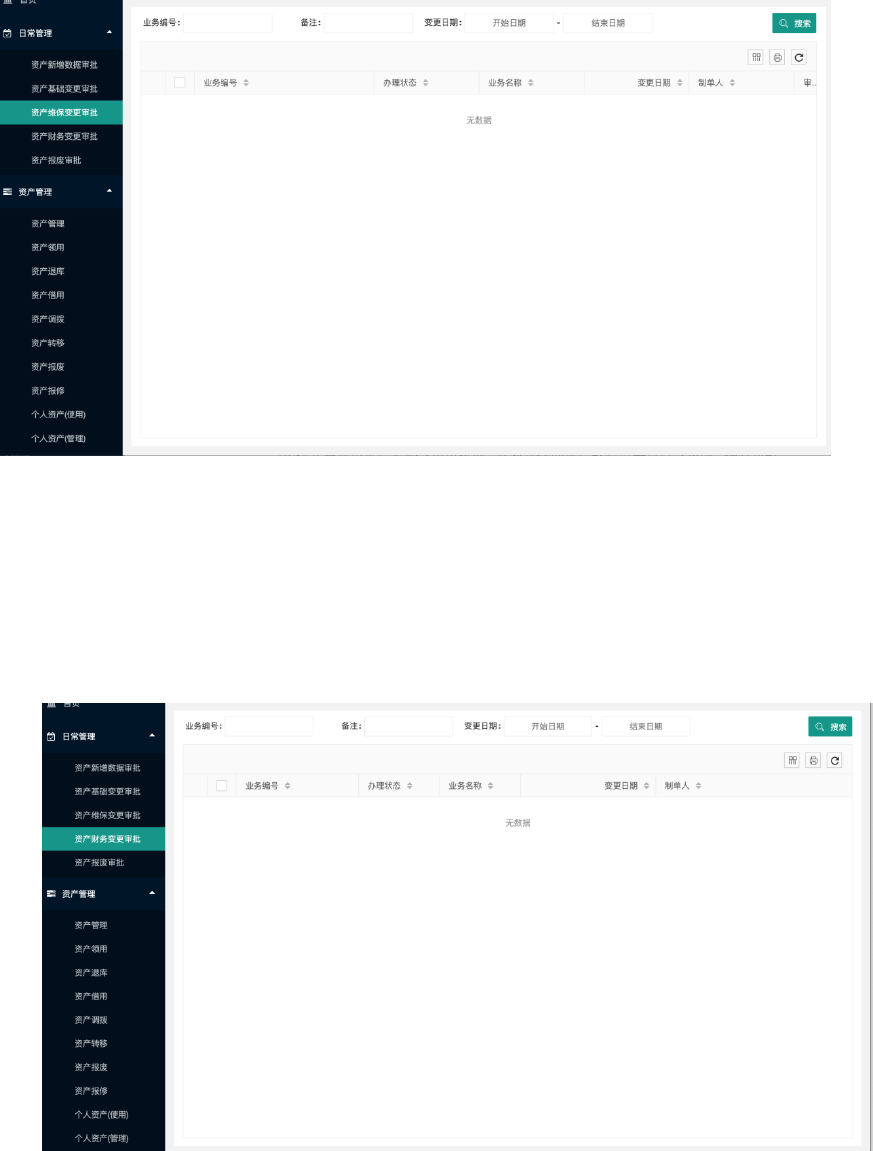 首页
日常管理
资产新增数据审批
资产基础变更审批
资产维保变更审批
资产财务变更审批
资产报废审批
资产管理
资产管理
资产领用
资产退库
资产借用
资产调拨
资产转移
资产报废
资产报修
个人资产(使用)
个人资产(管理)
业务编号: 备注: 变更日期: 开始日期 - 结束日期 搜索
业务编号 办理状态 业务名称 变更日期 制单人 审...
无数据
首页
日常管理
资产新增数据审批
资产基础变更审批
资产维保变更审批
资产财务变更审批
资产报废审批
资产管理
资产管理
资产领用
资产退库
资产借用
资产调拨
资产转移
资产报废
资产报修
个人资产(使用)
个人资产(管理)
业务编号: 备注: 变更日期: 开始日期 - 结束日期 搜索
业务编号 办理状态 业务名称 变更日期 制单人
无数据